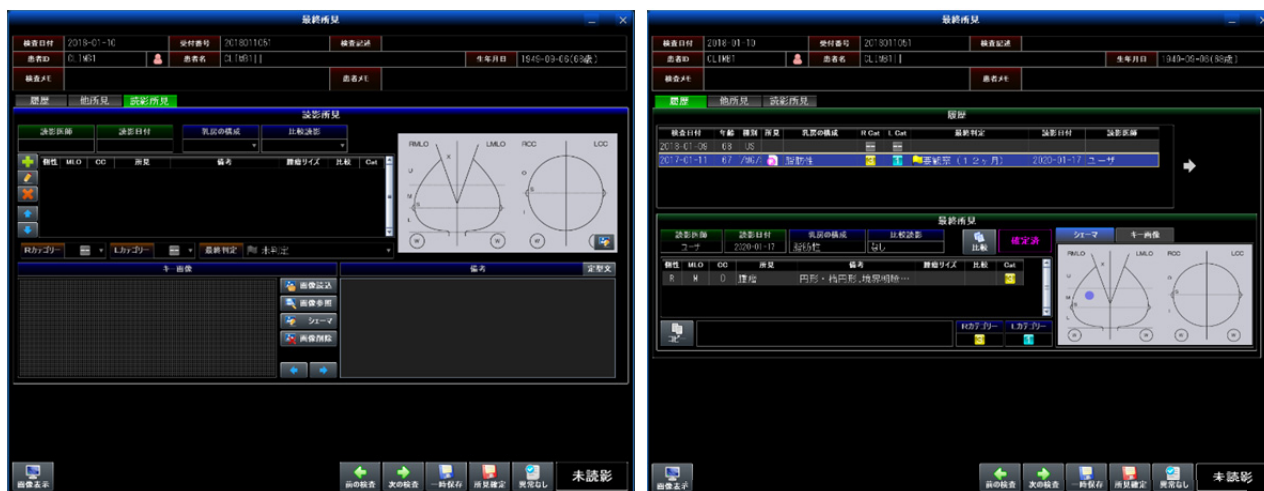 最終所見
検査日付 2018-01-10 受付番号 2018011051 検査記述
患者ID CLIMB1 患者名 CLIMB1|| 生年月日 1949-09-06(68歳)
検査メモ 患者メモ
履歴 他所見 読影所見
読影所見
読影医師 読影日付 乳房の構成 比較読影
個性 MLO CC 所見 備考 腫瘤サイズ 比較 Cat
RMLO LMLO RCC LCC
Rカテゴリー Lカテゴリー 最終判定 未判定
キー画像 備考 定型文
画像読込
画像参照
シェーマ
画像削除
画像表示 前の検査 次の検査 一時保存 所見確定 異常なし 未読影
最終所見
検査日付 2018-01-10 受付番号 2018011051 検査記述
患者ID CLIMB1 患者名 CLIMB1|| 生年月日 1949-09-06(68歳)
検査メモ 患者メモ
履歴 他所見 読影所見
履歴
検査日付 年齢 種別 所見 乳房の構成 R Cat L Cat 最終判定 読影日付 読影医師
2018-01-09 68 US
2017-01-11 67 /MG/ 脂肪性 要観察(12ヶ月) 2020-01-17 ユーザ
最終所見
読影医師 読影日付 乳房の構成 比較読影 比較 確定済 シェーマ キー画像
ユーザ 2020-01-17 脂肪性 なし
個性 MLO CC 所見 備考 腫瘤サイズ 比較 Cat
R M O 腫瘤 円形・楕円形,境界明瞭…
RMLO LMLO RCC LCC
コピー Rカテゴリー Lカテゴリー
画像表示 前の検査 次の検査 一時保存 所見確定 異常なし 未読影